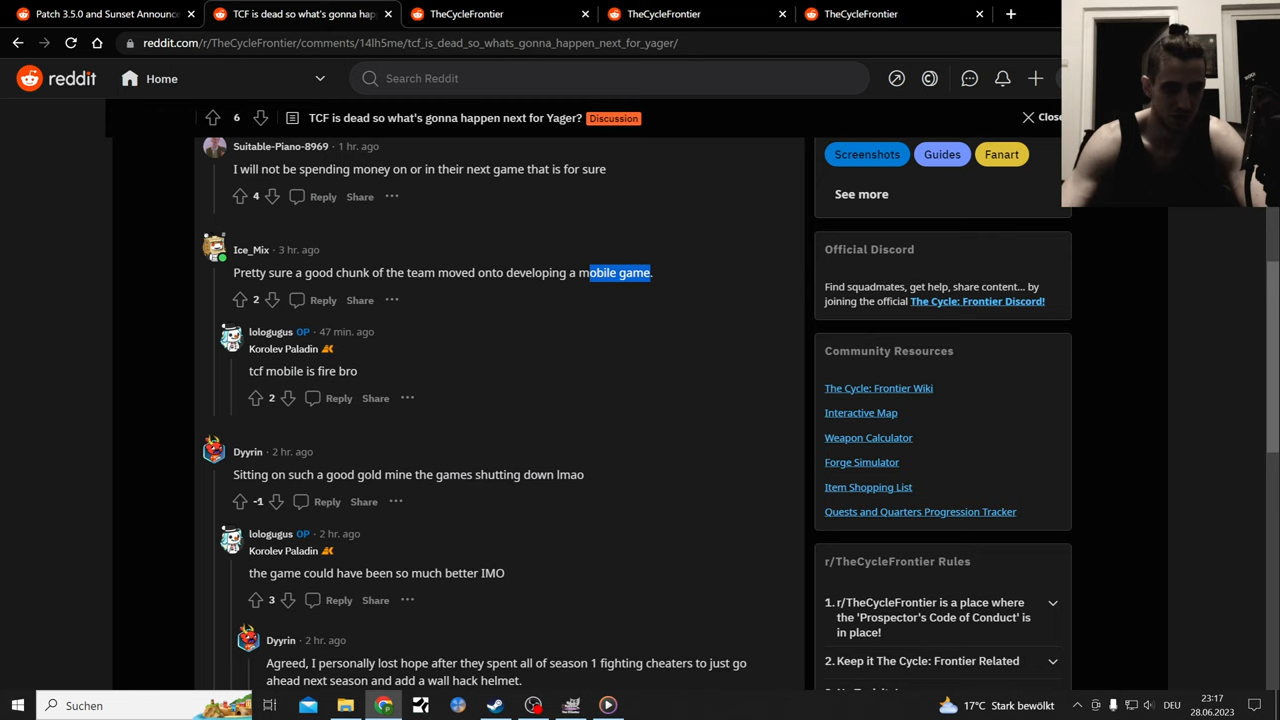 Patch 3.5.0 and Sunset Announce
TCF is dead so what's gonna hap
TheCycleFrontier
TheCycleFrontier
TheCycleFrontier
reddit.com/r/TheCycleFrontier/comments/14lh5me/tcf_is_dead_so_whats_gonna_happen_next_for_yager/
reddit
Home
Search Reddit
6
TCF is dead so what's gonna happen next for Yager?
Discussion
Close
Suitable-Piano-8969 · 1 hr. ago
I will not be spending money on or in their next game that is for sure
4 Reply Share ···
Ice_Mix · 3 hr. ago
Pretty sure a good chunk of the team moved onto developing a mobile game.
2 Reply Share ···
lologugus OP · 47 min. ago
Korolev Paladin
tcf mobile is fire bro
2 Reply Share ···
Dyyrin · 2 hr. ago
Sitting on such a good gold mine the games shutting down lmao
-1 Reply Share ···
lologugus OP · 2 hr. ago
Korolev Paladin
the game could have been so much better IMO
3 Reply Share ···
Dyyrin · 2 hr. ago
Agreed, I personally lost hope after they spent all of season 1 fighting cheaters to just go
ahead next season and add a wall hack helmet.
Screenshots
Guides
Fanart
See more
Official Discord
Find squadmates, get help, share content... by
joining the official The Cycle: Frontier Discord!
Community Resources
The Cycle: Frontier Wiki
Interactive Map
Weapon Calculator
Forge Simulator
Item Shopping List
Quests and Quarters Progression Tracker
r/TheCycleFrontier Rules
1. r/TheCycleFrontier is a place where
the 'Prospector's Code of Conduct' is
in place!
2. Keep it The Cycle: Frontier Related
Suchen
17°C Stark bewölkt
DEU
23:17
28.06.2023